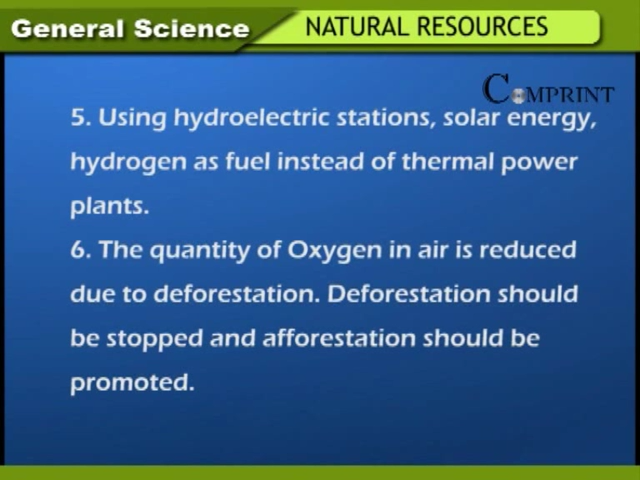 General Science
NATURAL RESOURCES
COMPRINT
5. Using hydroelectric stations, solar energy,
hydrogen as fuel instead of thermal power
plants.
6. The quantity of Oxygen in air is reduced
due to deforestation. Deforestation should
be stopped and afforestation should be
promoted.